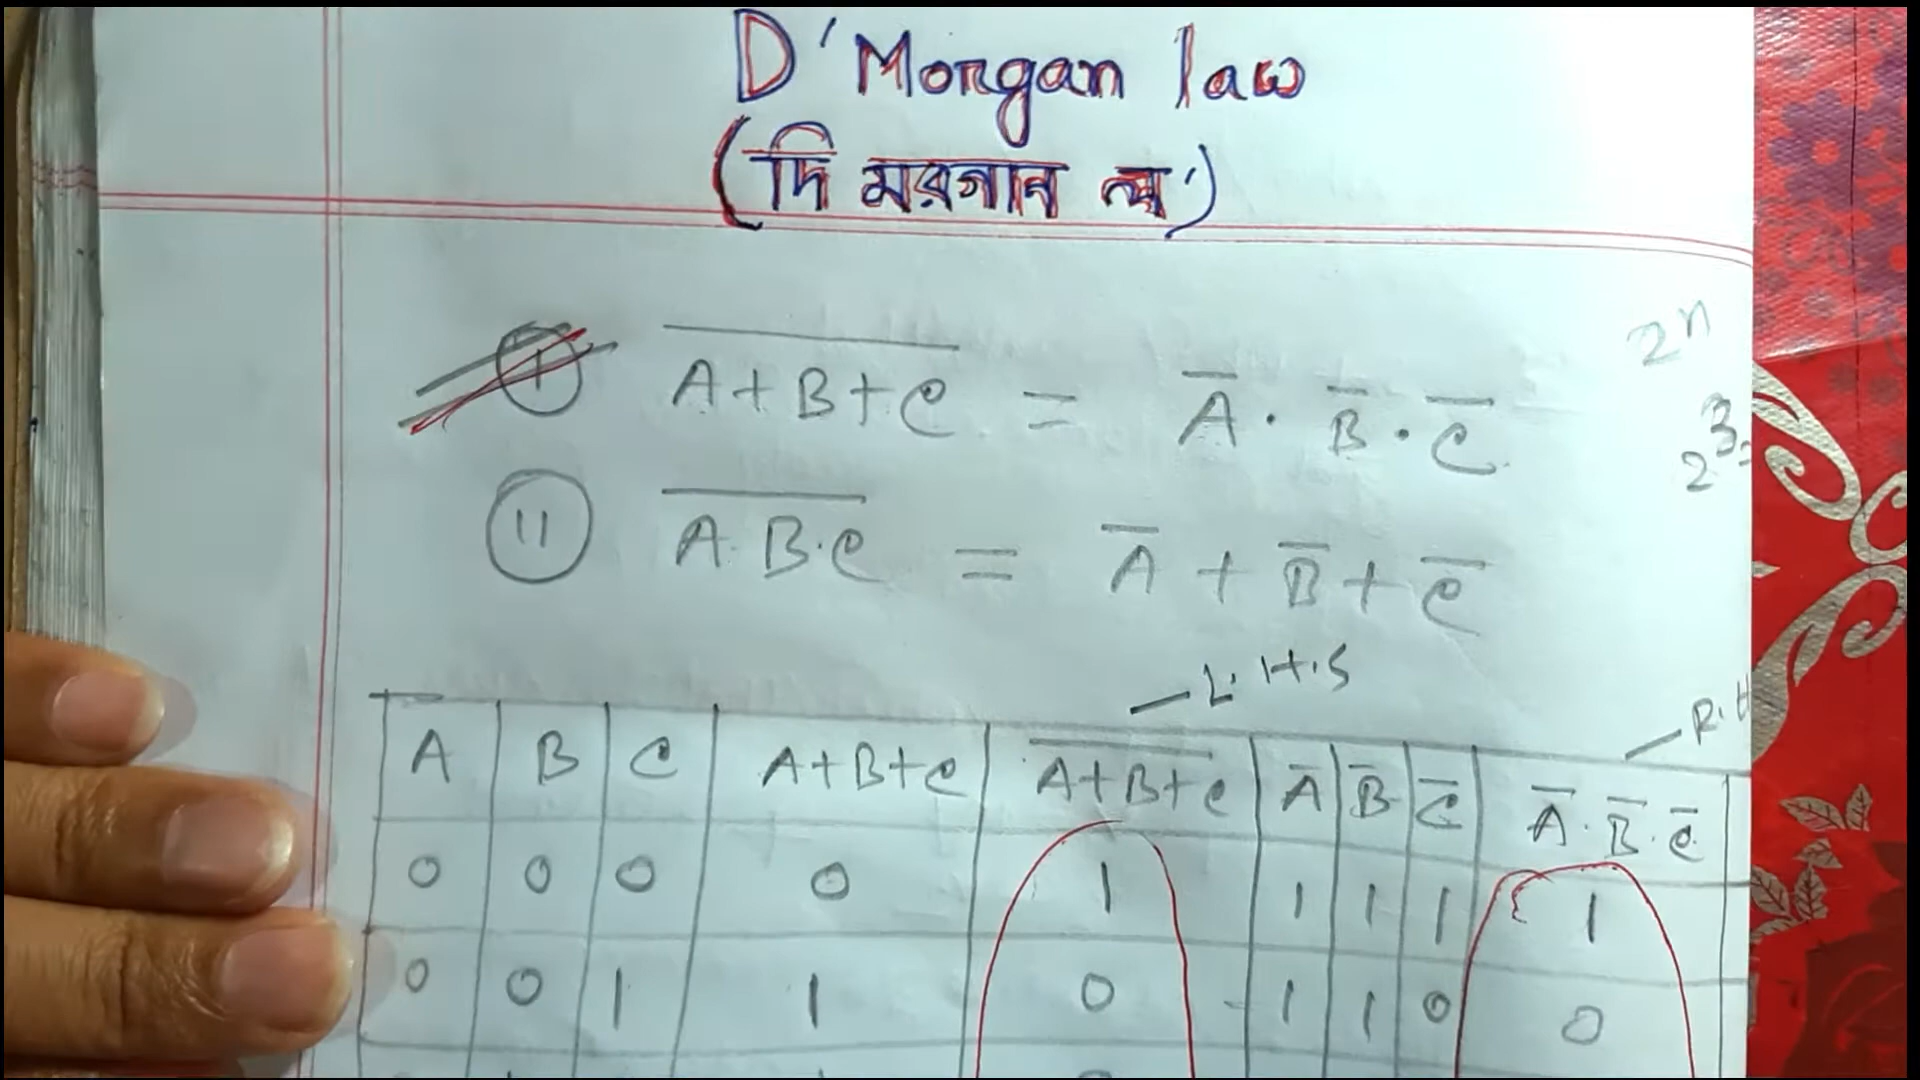 D'Morgan law
(দি মরগান ল্য')
I  A̅+̅B̅+̅C̅ = A̅ · B̅ · C̅
2ⁿ
2³=
II  A̅.̅B̅.̅C̅ = A̅ + B̅ + C̅
L.H.S
R.H
A B C A+B+C A̅+̅B̅+̅C̅ A̅ B̅ C̅ A̅ . B̅ . C̅
0 0 0 0 1 1 1 1 1
0 0 1 1 0 1 1 0 0